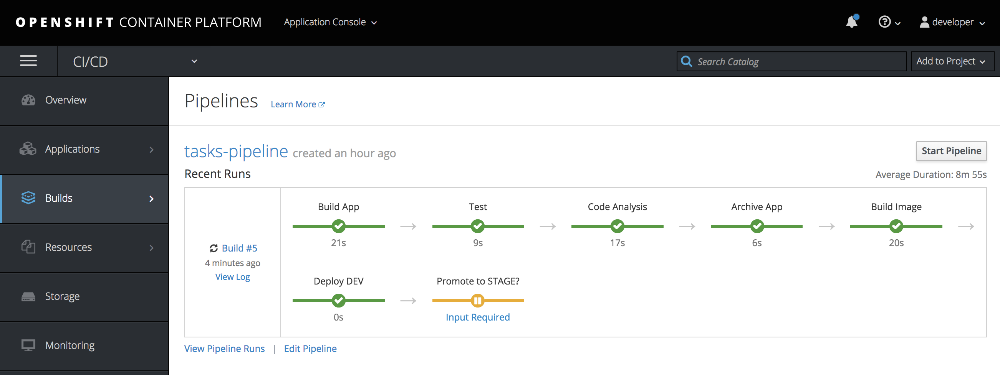 OPENSHIFT CONTAINER PLATFORM Application Console developer
CI/CD Search Catalog Add to Project
Overview
Applications
Builds
Resources
Storage
Monitoring
Pipelines Learn More
tasks-pipeline created an hour ago Start Pipeline
Recent Runs Average Duration: 8m 55s
Build #5
4 minutes ago
View Log
Build App Test Code Analysis Archive App Build Image
21s 9s 17s 6s 20s
Deploy DEV Promote to STAGE?
0s Input Required
View Pipeline Runs | Edit Pipeline